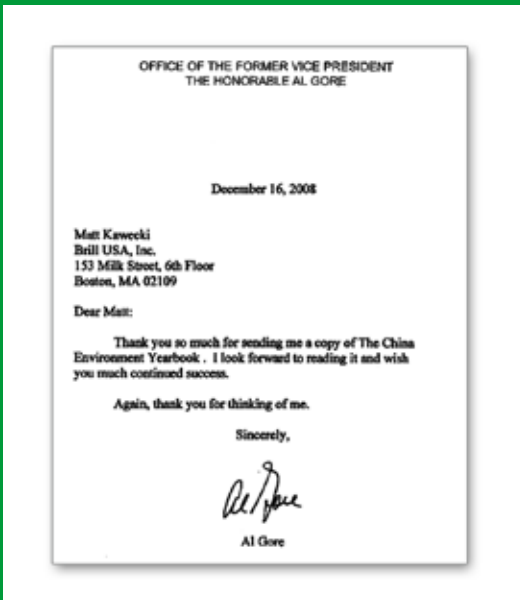 OFFICE OF THE FORMER VICE PRESIDENT
THE HONORABLE AL GORE
December 16, 2008
Matt Kawecki
Brill USA, Inc.
153 Milk Street, 6th Floor
Boston, MA 02109
Dear Matt:
Thank you so much for sending me a copy of The China
Environment Yearbook . I look forward to reading it and wish
you much continued success.
Again, thank you for thinking of me.
Sincerely,
Al Gore
Al Gore